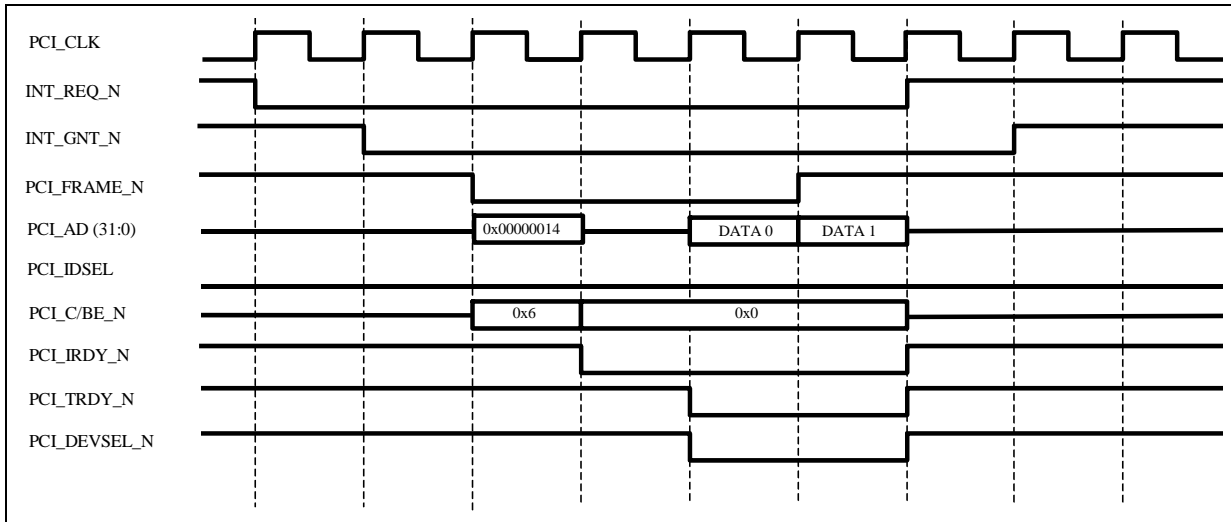 PCI_CLK
INT_REQ_N
INT_GNT_N
PCI_FRAME_N
PCI_AD (31:0) 0x00000014 DATA 0 DATA 1
PCI_IDSEL
PCI_C/BE_N 0x6 0x0
PCI_IRDY_N
PCI_TRDY_N
PCI_DEVSEL_N